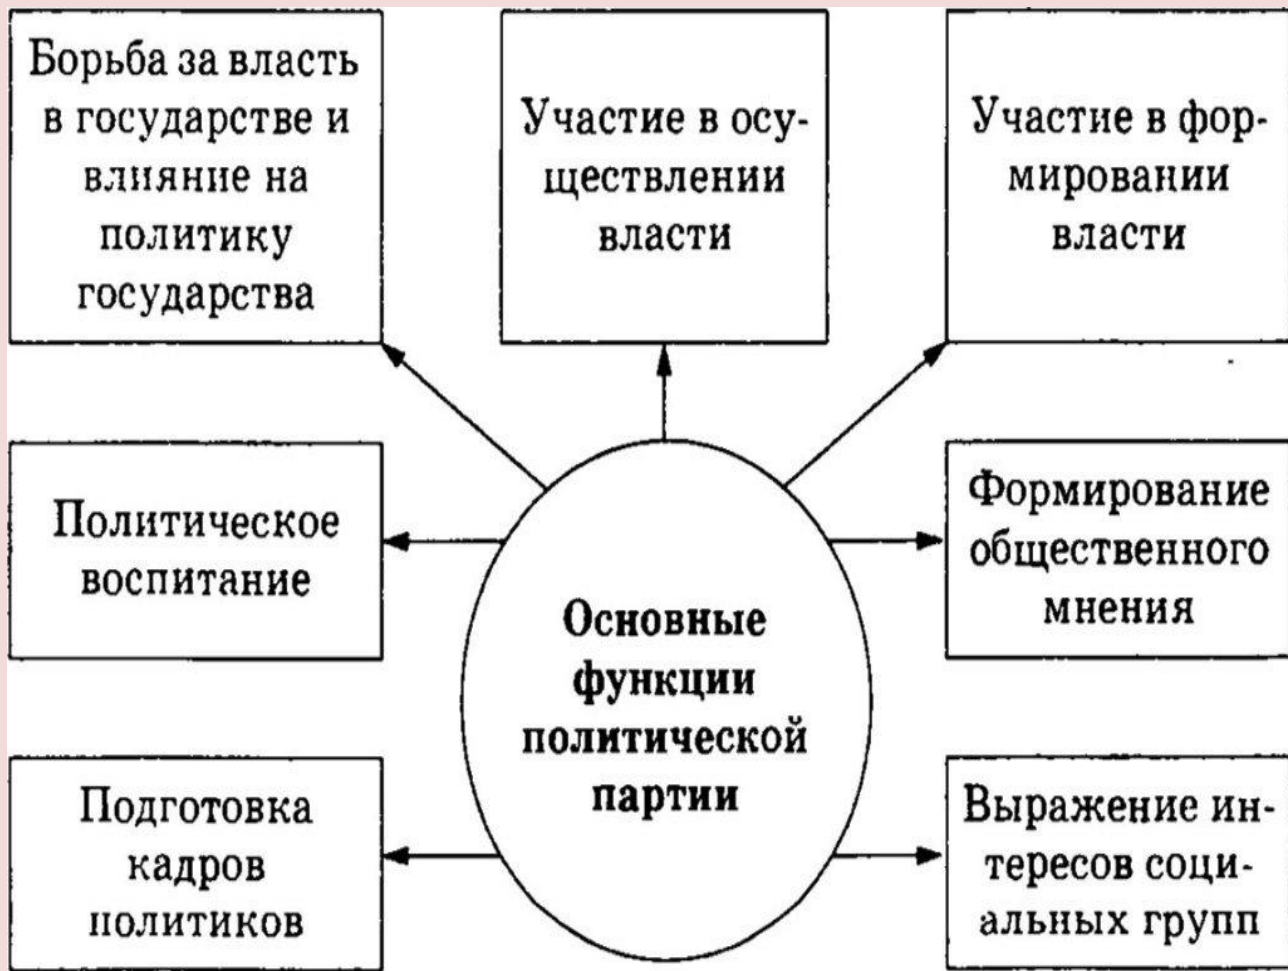 Борьба за власть
в государстве и
влияние на
политику
государства
Участие в осу-
ществлении
власти
Участие в фор-
мировании
власти
Политическое
воспитание
Основные
функции
политической
партии
Формирование
общественного
мнения
Подготовка
кадров
политиков
Выражение ин-
тересов соци-
альных групп